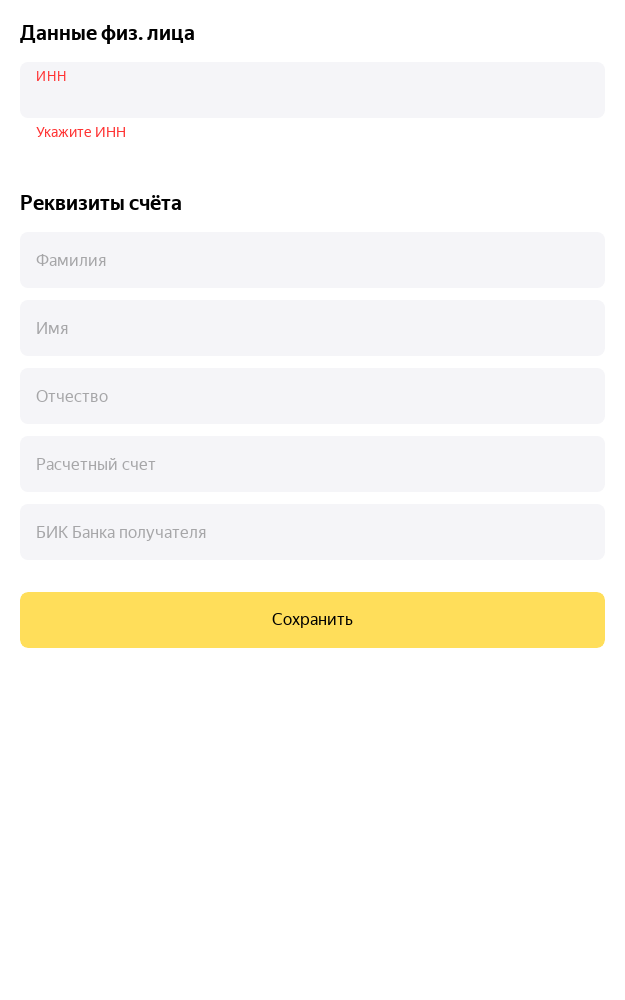 Данные физ. лица
ИНН
Укажите ИНН
Реквизиты счёта
Фамилия
Имя
Отчество
Расчетный счет
БИК Банка получателя
Сохранить